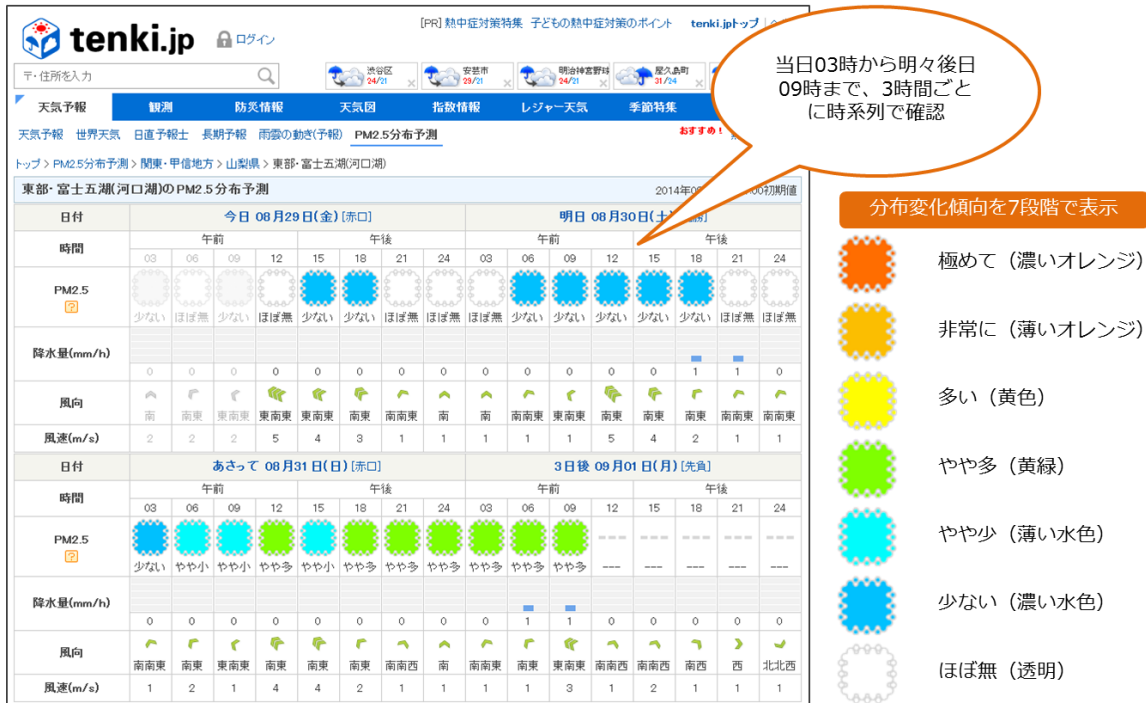 [PR] 熱中症対策特集 子どもの熱中症対策のポイント tenki.jpトップ
tenki.jp ログイン
〒・住所を入力
渋谷区 24/21 安芸市 29/21 明治神宮野球 24/21 屋久島町 31/24
天気予報 観測 防災情報 天気図 指数情報 レジャー天気 季節特集
天気予報 世界天気 日直予報士 長期予報 雨雲の動き(予報) PM2.5分布予測 おすすめ!
トップ > PM2.5分布予測 > 関東・甲信地方 > 山梨県 > 東部・富士五湖(河口湖)
当日03時から明々後日
09時まで、3時間ごと
に時系列で確認
東部・富士五湖(河口湖)のPM2.5分布予測 2014年 00初期値
日付 今日 08月29日(金)[赤口] 明日 08月30日(土)
時間 午前 午後 午前 午後
03 06 09 12 15 18 21 24 03 06 09 12 15 18 21 24
PM2.5 ?
少ない ほぼ無 少ない ほぼ無 少ない 少ない ほぼ無 ほぼ無 ほぼ無 少ない 少ない 少ない 少ない 少ない ほぼ無 ほぼ無
降水量(mm/h)
0 0 0 0 0 0 0 0 0 0 0 0 0 1 1 0
風向
南 南東 東南東 東南東 東南東 南東 南南東 南 南 南南東 東南東 南東 南東 南東 南南東 南南東
風速(m/s) 2 2 2 5 4 3 1 1 1 1 1 5 4 2 1 1
日付 あさって 08月31日(日)[赤口] 3日後 09月01日(月)[先負]
時間 午前 午後 午前 午後
03 06 09 12 15 18 21 24 03 06 09 12 15 18 21 24
PM2.5 ?
--- --- --- --- ---
少ない やや小 やや小 やや多 やや小 やや多 やや多 やや多 やや多 やや多 やや多 --- --- --- --- ---
降水量(mm/h)
0 0 0 0 0 0 0 0 0 1 1 0 0 0 0 0
風向
南南東 南東 東南東 南東 南東 南東 南南西 南 南南東 南東 東南東 南南西 南南西 南西 西 北北西
風速(m/s) 1 2 1 4 4 2 1 1 1 1 3 1 2 1 1 1
分布変化傾向を7段階で表示
極めて（濃いオレンジ）
非常に（薄いオレンジ）
多い（黄色）
やや多（黄緑）
やや少（薄い水色）
少ない（濃い水色）
ほぼ無（透明）